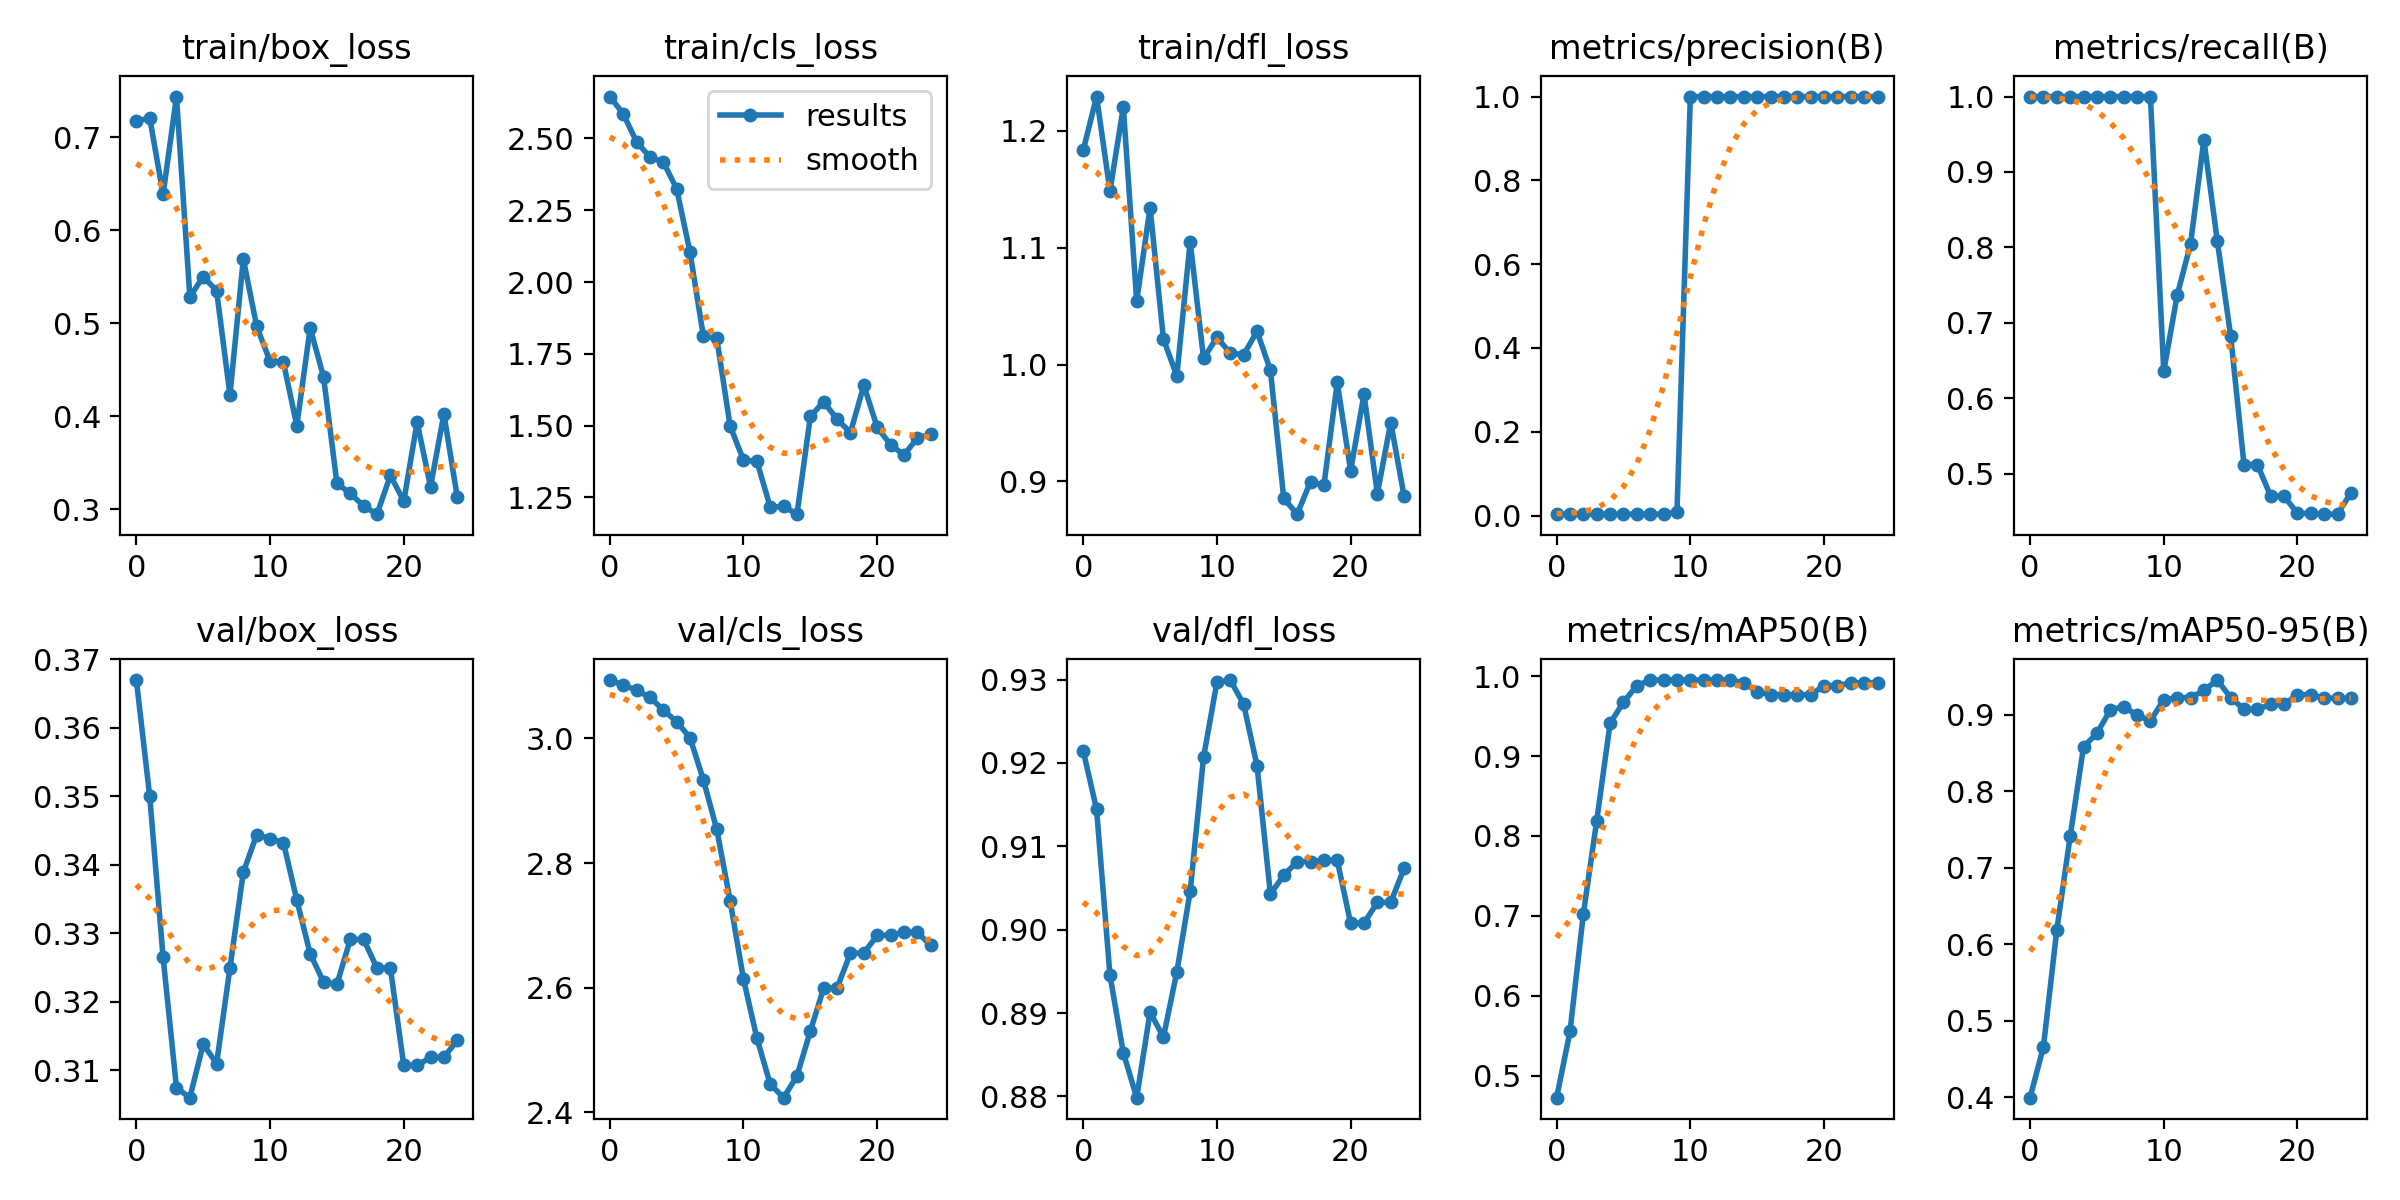 train/box_loss
0.7
0.6
0.5
0.4
0.3
0 10 20
train/cls_loss
results
smooth
2.50
2.25
2.00
1.75
1.50
1.25
0 10 20
train/dfl_loss
1.2
1.1
1.0
0.9
0 10 20
metrics/precision(B)
1.0
0.8
0.6
0.4
0.2
0.0
0 10 20
metrics/recall(B)
1.0
0.9
0.8
0.7
0.6
0.5
0 10 20
val/box_loss
0.37
0.36
0.35
0.34
0.33
0.32
0.31
0 10 20
val/cls_loss
3.0
2.8
2.6
2.4
0 10 20
val/dfl_loss
0.93
0.92
0.91
0.90
0.89
0.88
0 10 20
metrics/mAP50(B)
1.0
0.9
0.8
0.7
0.6
0.5
0 10 20
metrics/mAP50-95(B)
0.9
0.8
0.7
0.6
0.5
0.4
0 10 20